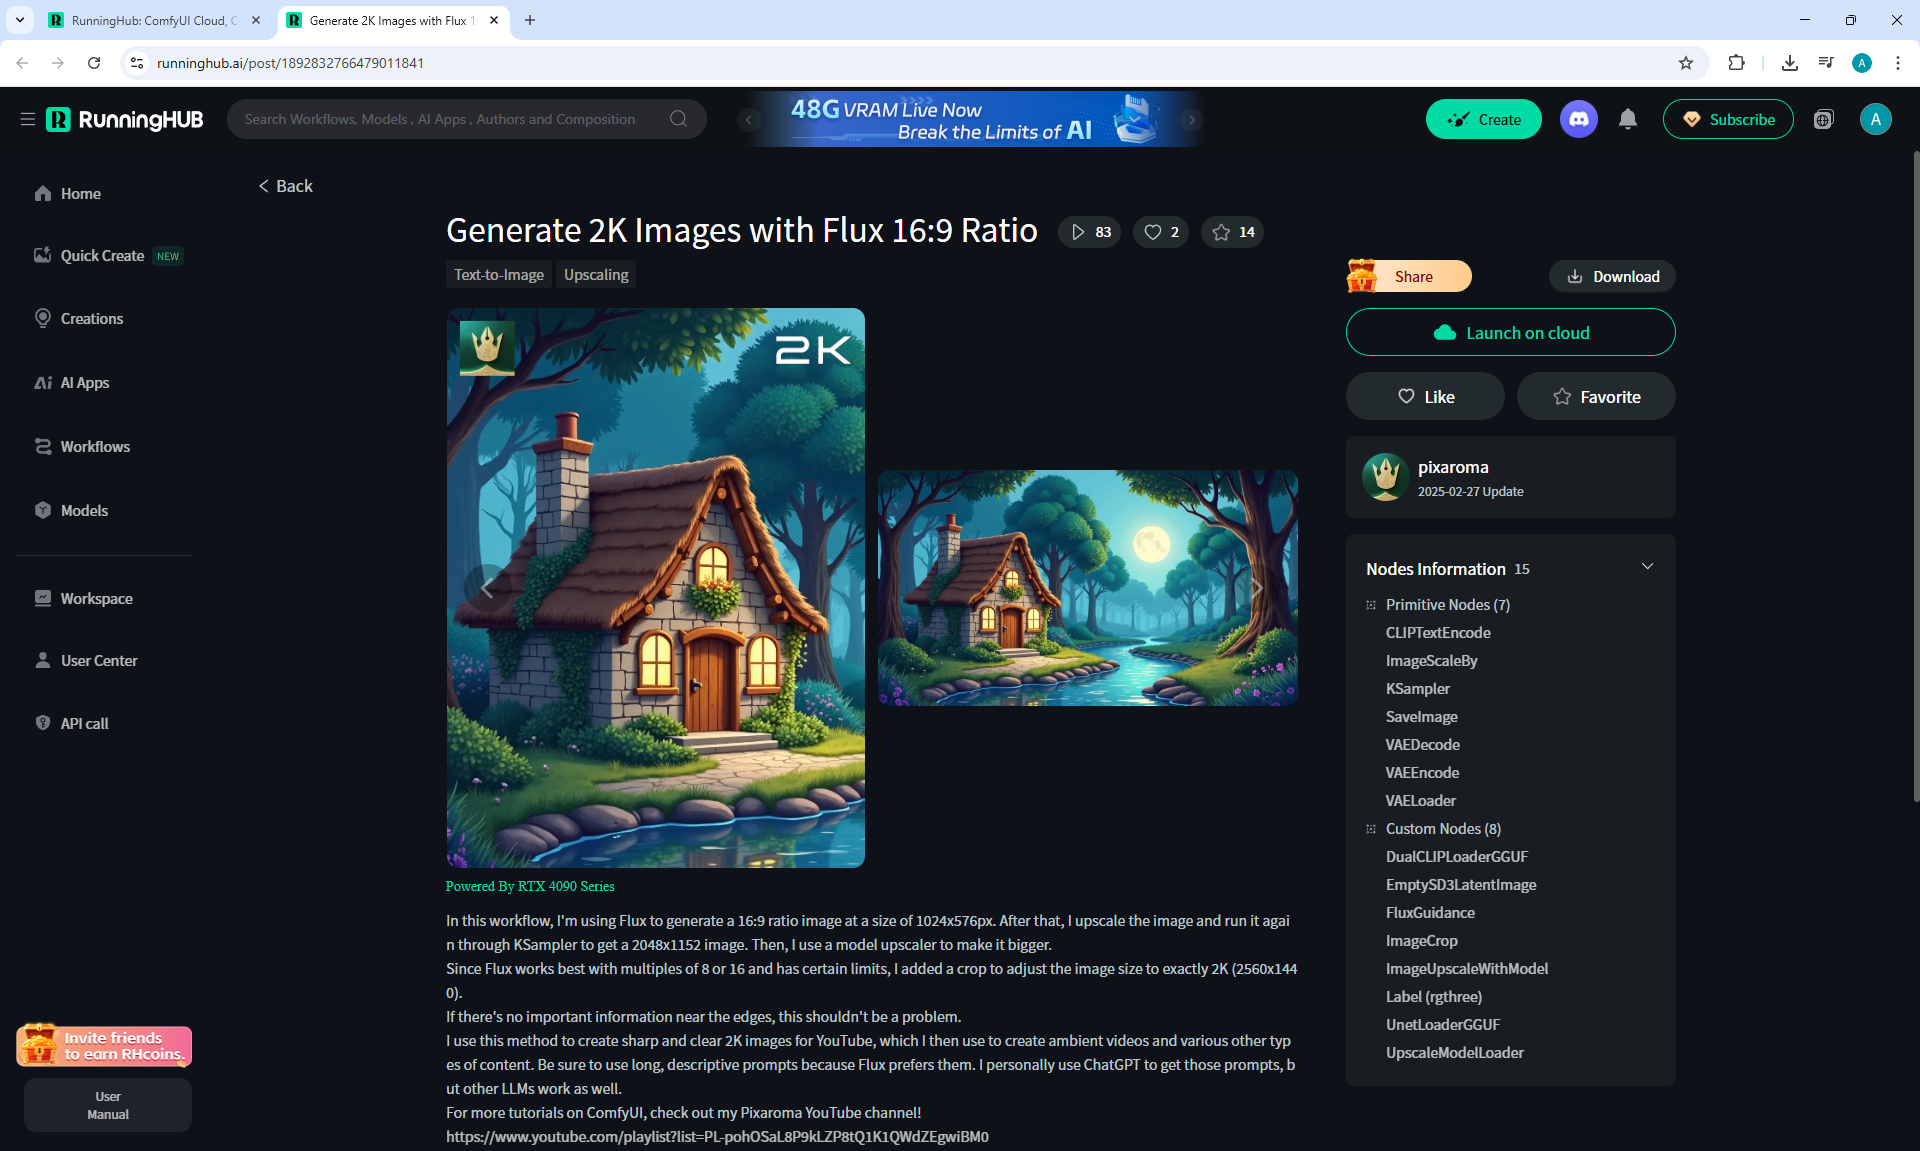 RunningHub: ComfyUI Cloud, C
Generate 2K Images with Flux 1
runninghub.ai/post/1892832766479011841
A
RunningHUB
Search Workflows, Models , AI Apps , Authors and Composition
48G VRAM Live Now
Break the Limits of AI
Create
Subscribe
A
Home
Quick Create NEW
Creations
AI Apps
Workflows
Models
Workspace
User Center
API call
Invite friends
to earn RHcoins.
User
Manual
Back
Generate 2K Images with Flux 16:9 Ratio
83
2
14
Text-to-Image
Upscaling
2K
Powered By RTX 4090 Series
In this workflow, I'm using Flux to generate a 16:9 ratio image at a size of 1024x576px. After that, I upscale the image and run it agai
n through KSampler to get a 2048x1152 image. Then, I use a model upscaler to make it bigger.
Since Flux works best with multiples of 8 or 16 and has certain limits, I added a crop to adjust the image size to exactly 2K (2560x144
0).
If there's no important information near the edges, this shouldn't be a problem.
I use this method to create sharp and clear 2K images for YouTube, which I then use to create ambient videos and various other typ
es of content. Be sure to use long, descriptive prompts because Flux prefers them. I personally use ChatGPT to get those prompts, b
ut other LLMs work as well.
For more tutorials on ComfyUI, check out my Pixaroma YouTube channel!
https://www.youtube.com/playlist?list=PL-pohOSaL8P9kLZP8tQ1K1QWdZEgwiBM0
Share
Download
Launch on cloud
Like
Favorite
pixaroma
2025-02-27 Update
Nodes Information 15
Primitive Nodes (7)
CLIPTextEncode
ImageScaleBy
KSampler
SaveImage
VAEDecode
VAEEncode
VAELoader
Custom Nodes (8)
DualCLIPLoaderGGUF
EmptySD3LatentImage
FluxGuidance
ImageCrop
ImageUpscaleWithModel
Label (rgthree)
UnetLoaderGGUF
UpscaleModelLoader